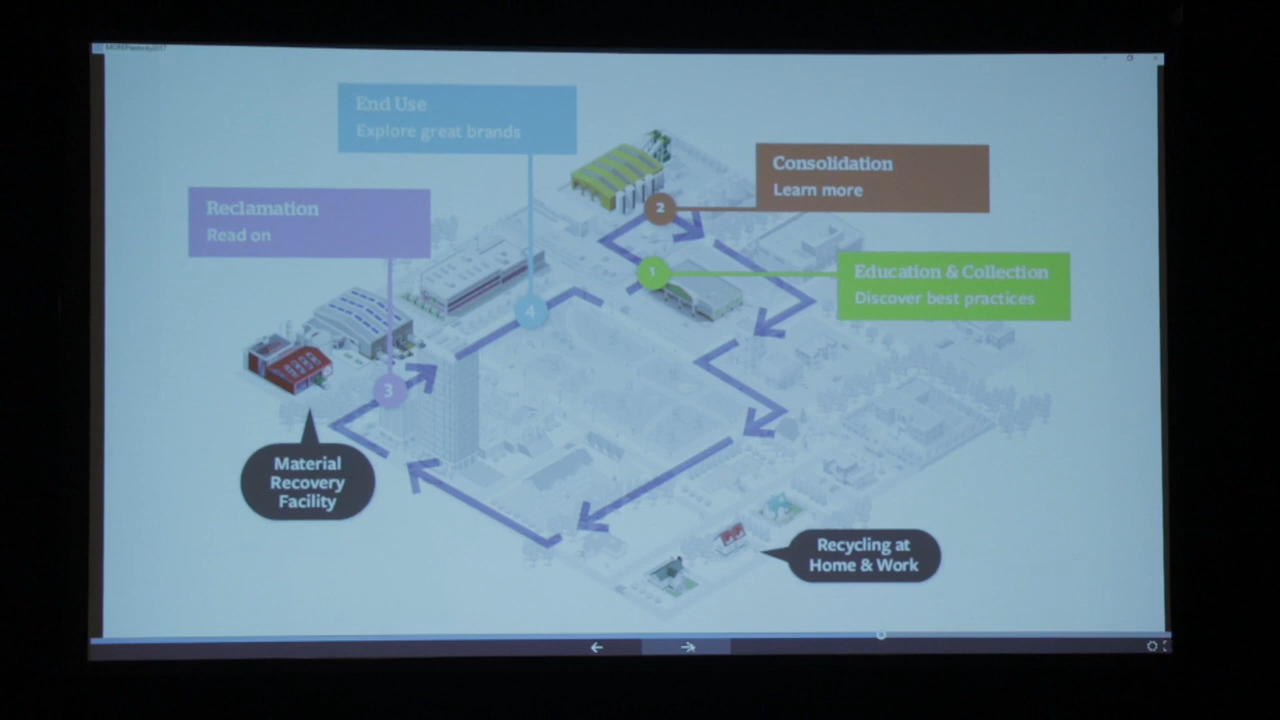 End Use
Explore great brands
Consolidation
Learn more
Reclamation
Read on
2
1
Education & Collection
Discover best practices
4
3
Material
Recovery
Facility
Recycling at
Home & Work